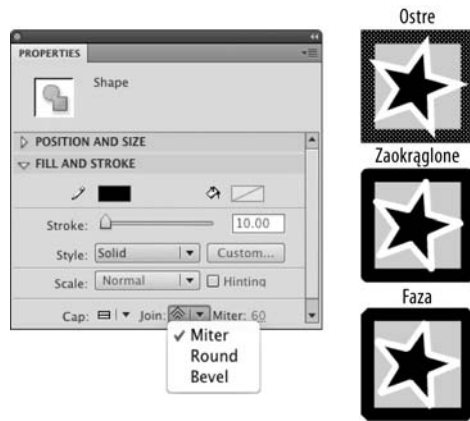 PROPERTIES
Shape
POSITION AND SIZE
FILL AND STROKE
Stroke: 10.00
Style: Solid Custom...
Scale: Normal Hinting
Cap: Join: Miter: 60
Miter
Round
Bevel
Ostre
Zaokrąglone
Faza